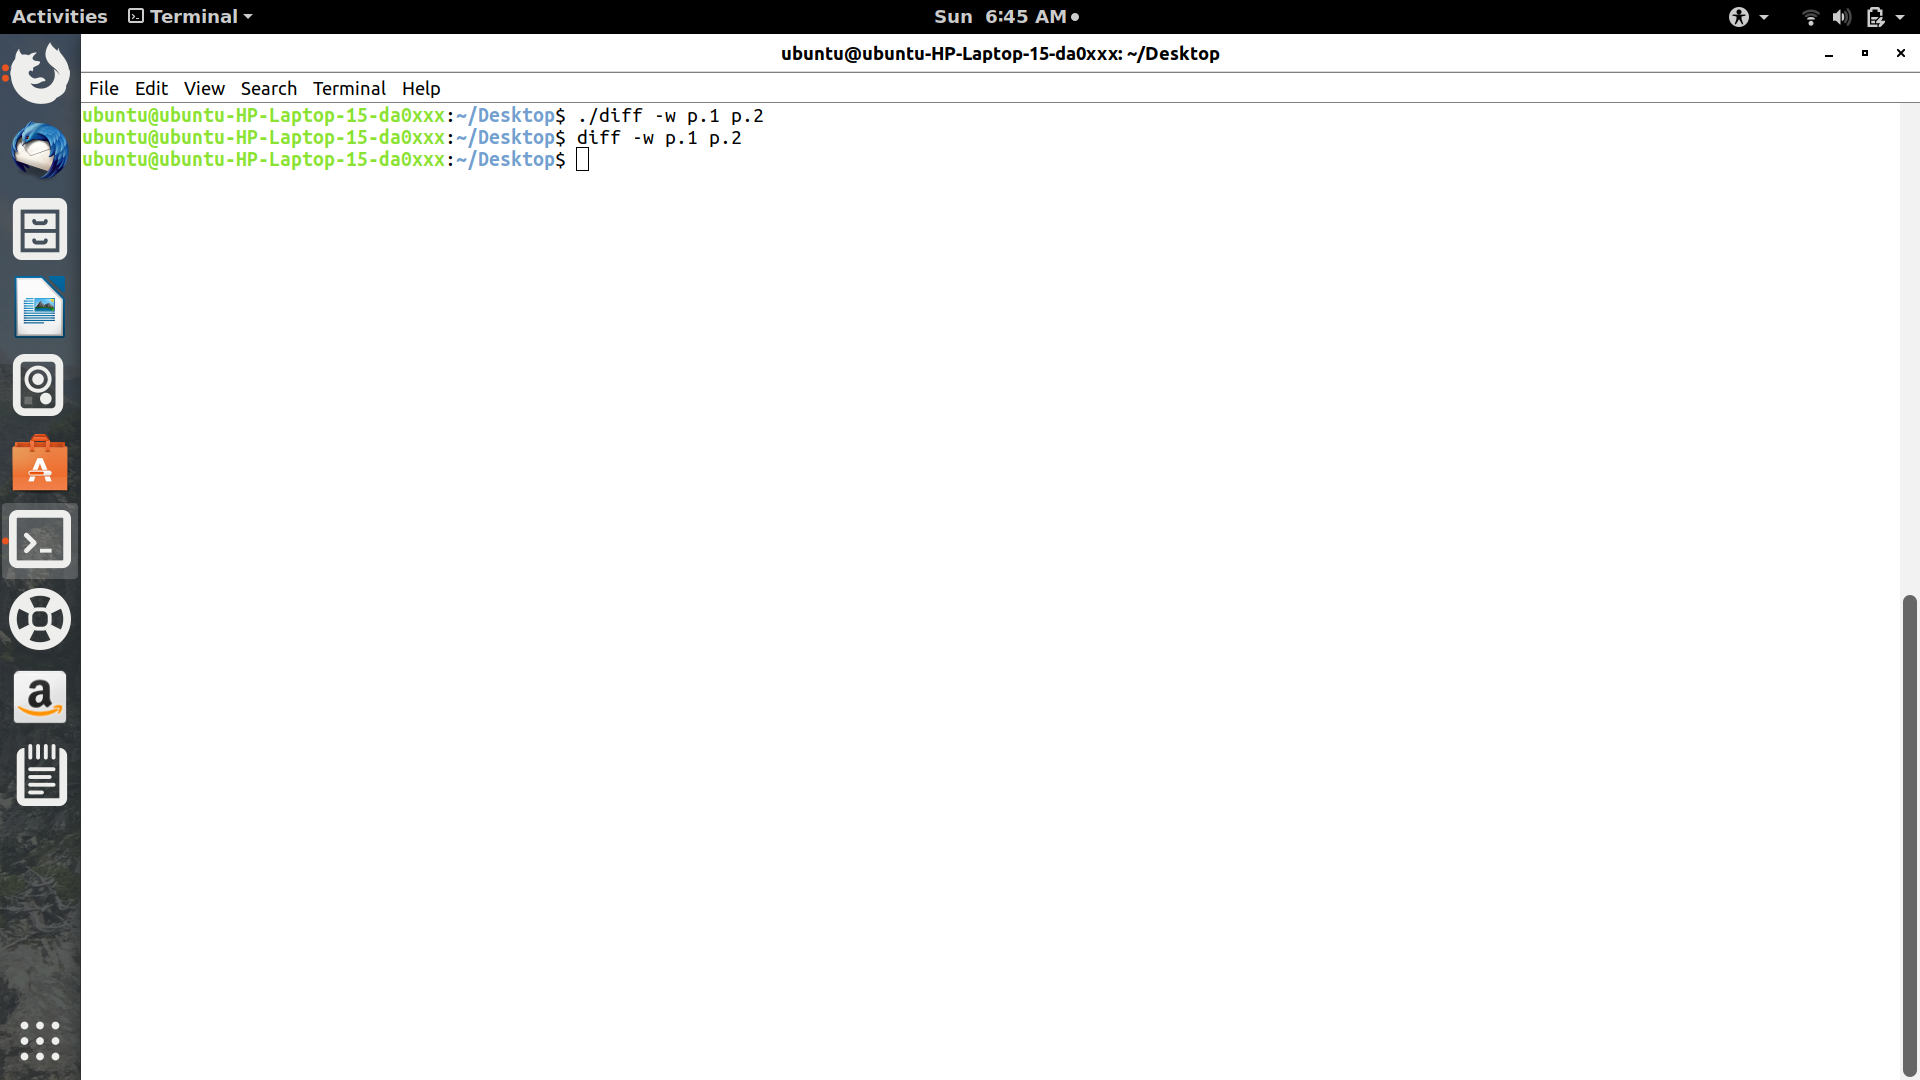 Activities Terminal Sun 6:45 AM
ubuntu@ubuntu-HP-Laptop-15-da0xxx: ~/Desktop
File Edit View Search Terminal Help
ubuntu@ubuntu-HP-Laptop-15-da0xxx:~/Desktop$ ./diff -w p.1 p.2
ubuntu@ubuntu-HP-Laptop-15-da0xxx:~/Desktop$ diff -w p.1 p.2
ubuntu@ubuntu-HP-Laptop-15-da0xxx:~/Desktop$